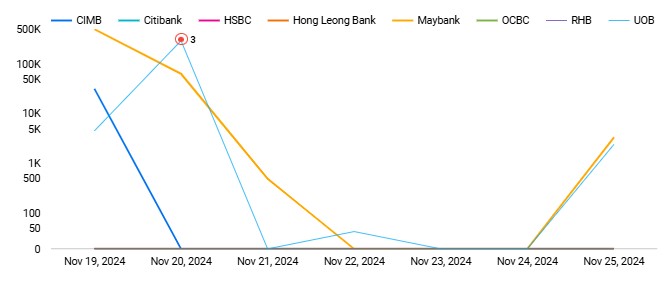 CIMB Citibank HSBC Hong Leong Bank Maybank OCBC RHB UOB
500K
3
100K
50K
10K
5K
1K
500
100
50
0
Nov 19, 2024 Nov 20, 2024 Nov 21, 2024 Nov 22, 2024 Nov 23, 2024 Nov 24, 2024 Nov 25, 2024